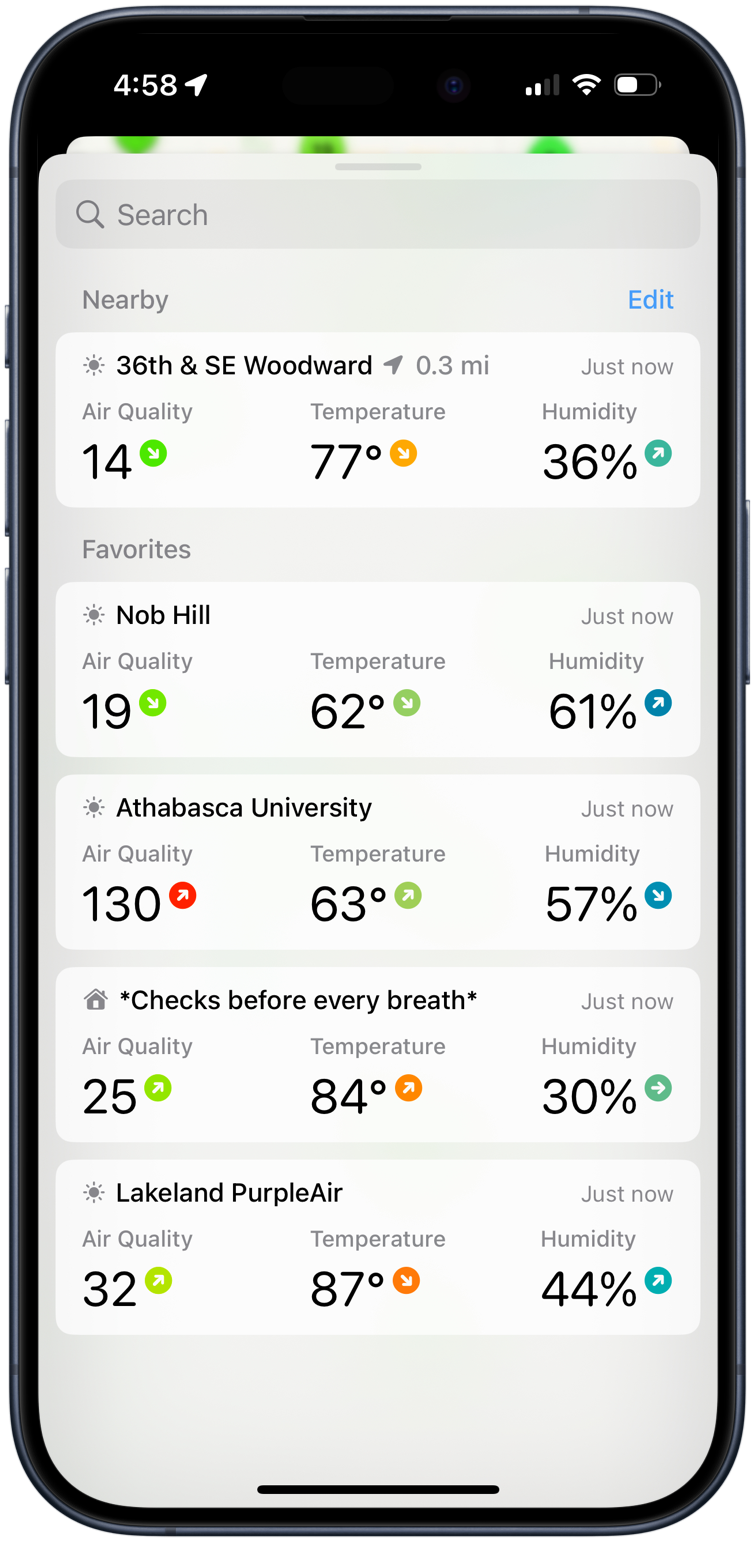 4:58
Search
Nearby Edit
36th & SE Woodward 0.3 mi Just now
Air Quality Temperature Humidity
14 77° 36%
Favorites
Nob Hill Just now
Air Quality Temperature Humidity
19 62° 61%
Athabasca University Just now
Air Quality Temperature Humidity
130 63° 57%
*Checks before every breath* Just now
Air Quality Temperature Humidity
25 84° 30%
Lakeland PurpleAir Just now
Air Quality Temperature Humidity
32 87° 44%